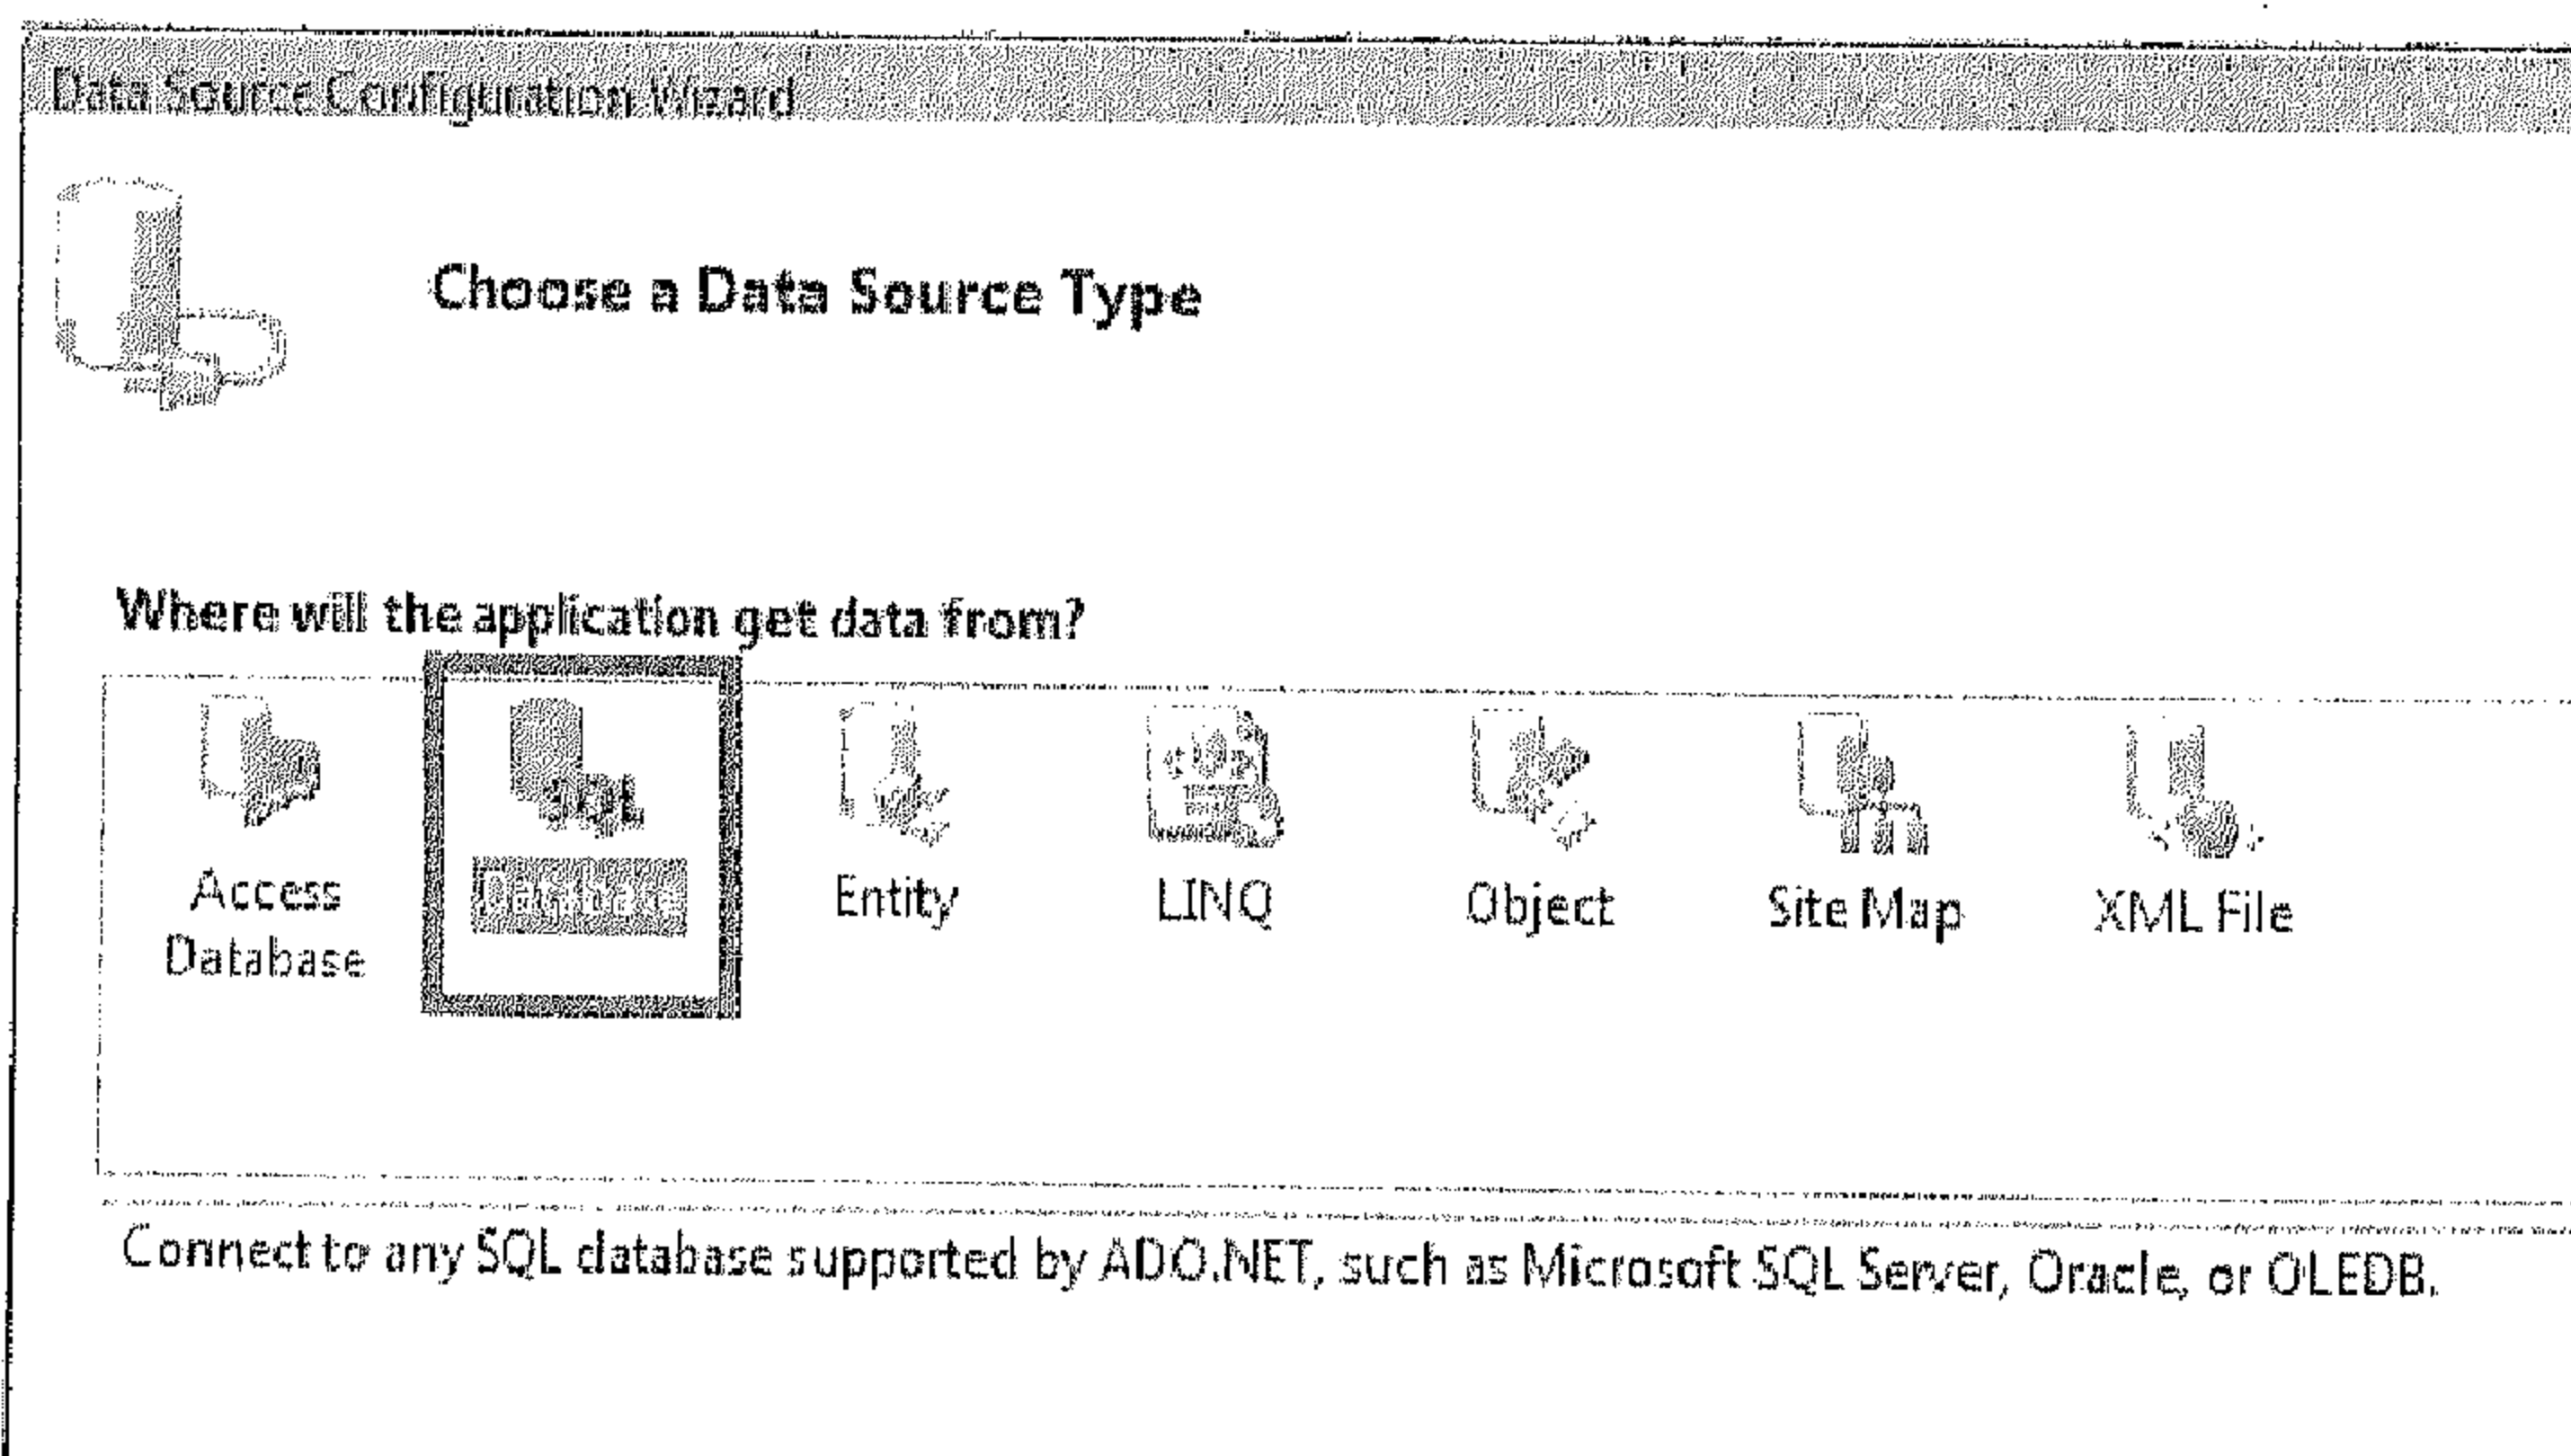 Data Source Configuration Wizard
Choose a Data Source Type
Where will the application get data from?
SQL
Access Database
Database
Entity
LINQ
Object
Site Map
XML File
Connect to any SQL database supported by ADO.NET, such as Microsoft SQL Server, Oracle, or OLEDB.